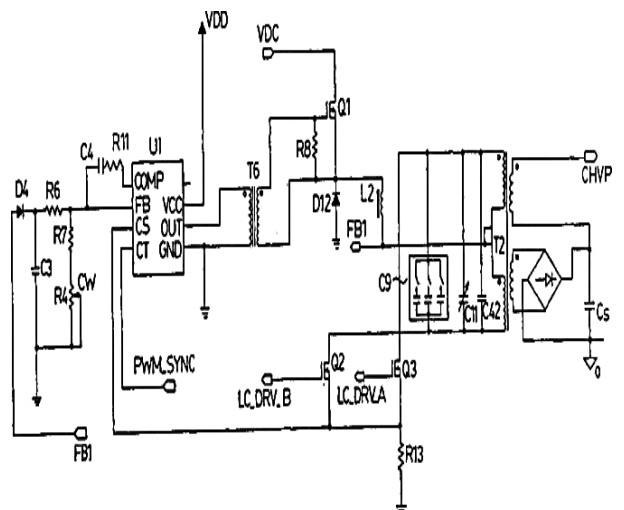 VDD
VDC
Q1
C4
R11
U1
R8
T6
CHVP
COMP
D4
R6
FB
VCC
CS
OUT
CT
GND
D12
L2
FB1
T2
R7
C3
R4
CW
C9
C11
C42
Cs
PWM_SYNC
Q2
Q3
LC_DRV_B
LC_DRV_A
0
R13
FB1